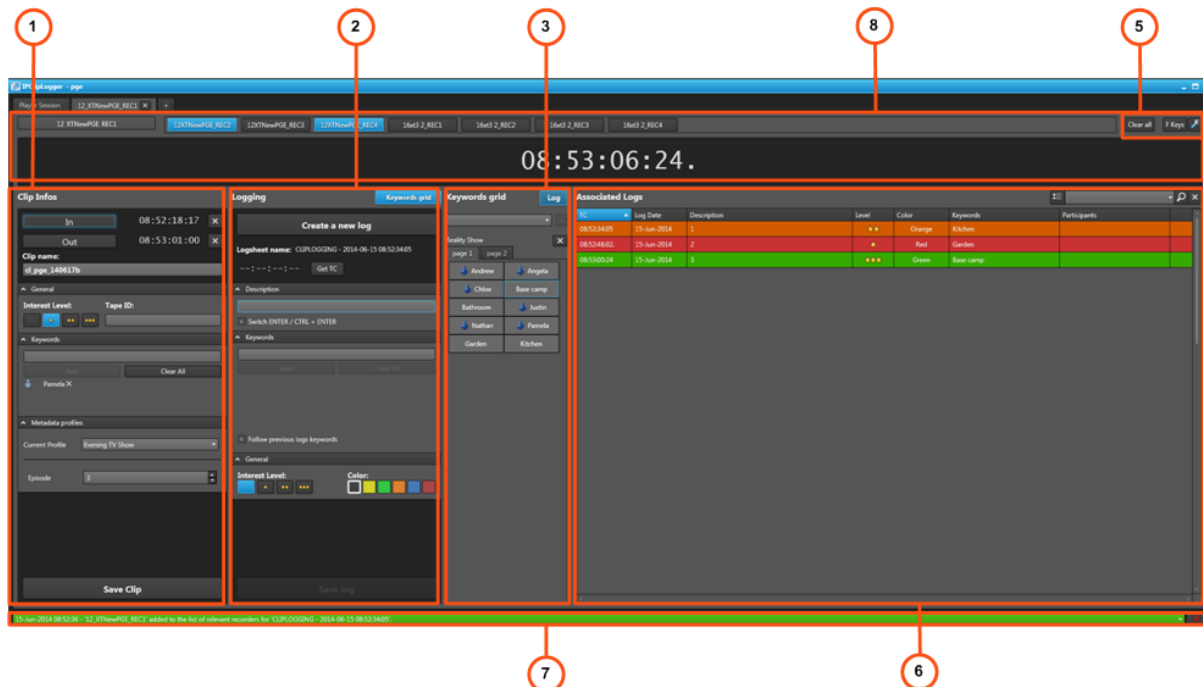 1 2 3 8 5
IPClipLogger - pge
Player Session 12_XTNewPGE_REC1 × +
12 XTNewPGE REC1 12XTNewPGE_REC2 12XTNewPGE_REC3 12XTNewPGE_REC4 16xt3 2_REC1 16xt3 2_REC2 16xt3 2_REC3 16xt3 2_REC4 Clear all F Keys
08:53:06:24.
Clip Infos Logging Keywords grid Keywords grid Log Associated Logs
In 08:52:18:17 ×
Out 08:53:01:00 ×
Clip name:
cl_pge_140617b
General
Interest Level: Tape ID:
Keywords
Add Clear All
Pamela ×
Metadata profiles
Current Profile Evening TV Show
Episode 3
Save Clip
Create a new log
Logsheet name: CLIPLOGGING - 2014-06-15 08:52:34:05
--:--:--:-- Get TC
Description
Switch ENTER / CTRL + ENTER
Keywords
Add Clear All
Follow previous logs keywords
General
Interest Level: Color:
Save log
Reality Show ×
page 1 page 2
Andrew Angela
Chloe Base camp
Bathroom Justin
Nathan Pamela
Garden Kitchen
TC Log Date Description Level Color Keywords Participants
08:52:34:05 15-Jun-2014 1 Orange Kitchen
08:52:48:02. 15-Jun-2014 2 Red Garden
08:53:00:24 15-Jun-2014 3 Green Base camp
15-Jun-2014 08:52:36 - '12_XTNewPGE_REC1' added to the list of relevant recorders for 'CLIPLOGGING - 2014-06-15 08:52:34:05'.
7 6